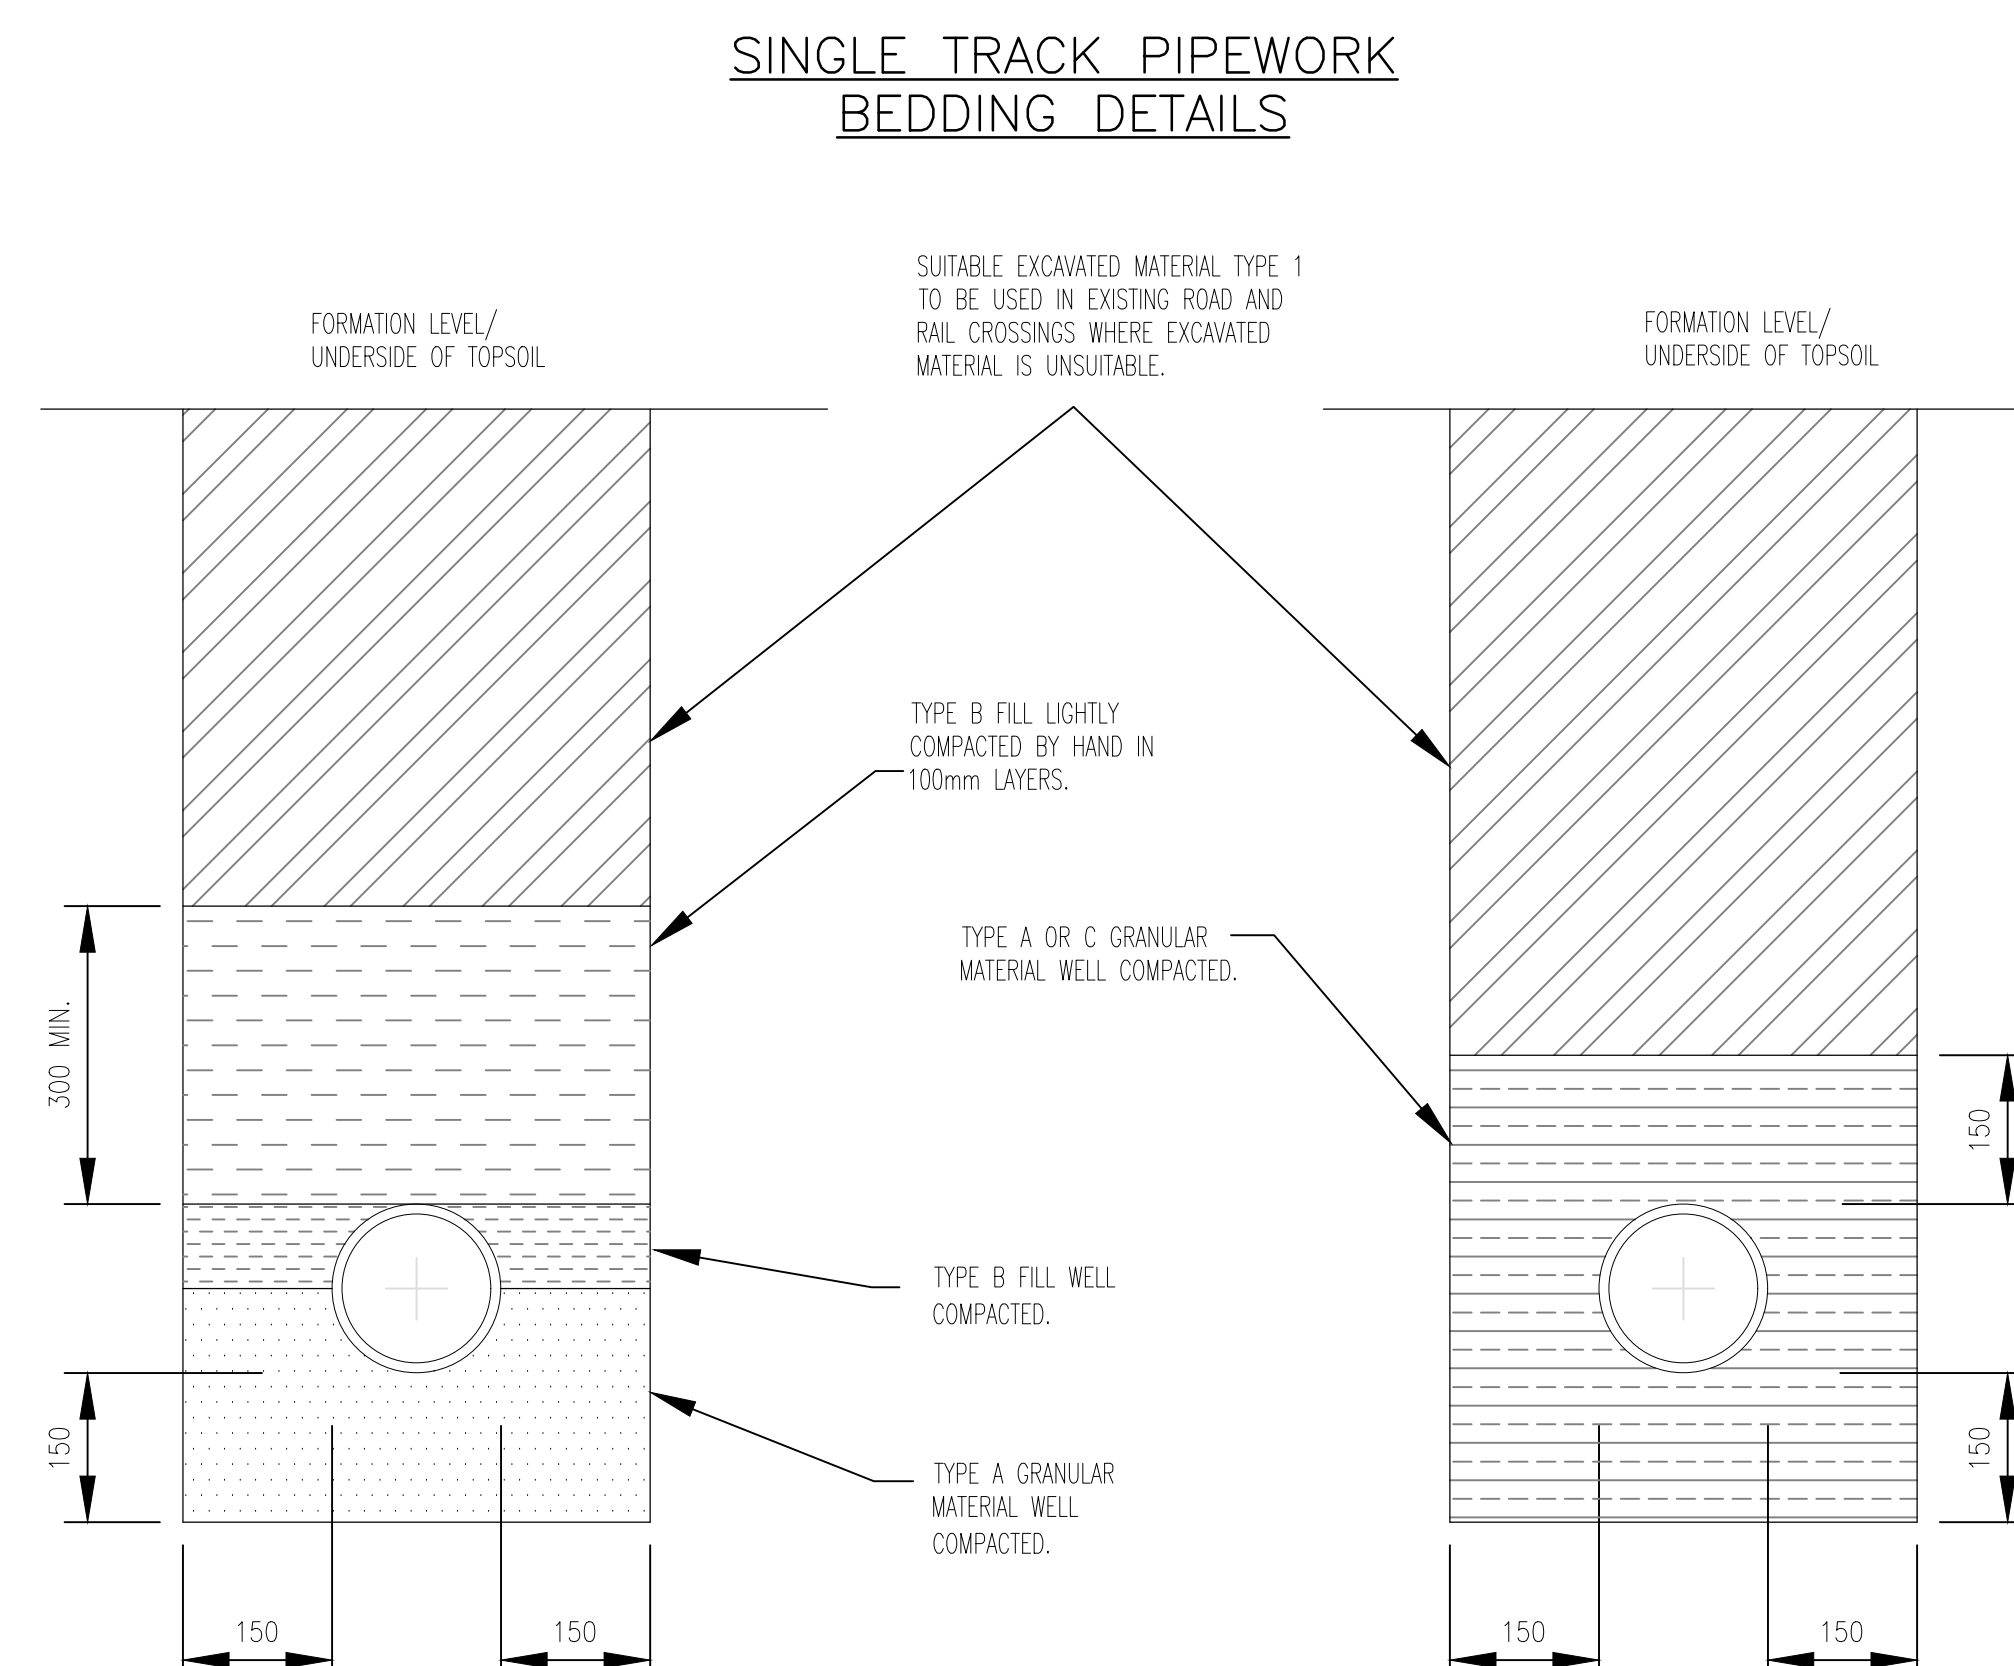 SINGLE TRACK PIPEWORK
BEDDING DETAILS
FORMATION LEVEL/
UNDERSIDE OF TOPSOIL
SUITABLE EXCAVATED MATERIAL TYPE 1
TO BE USED IN EXISTING ROAD AND
RAIL CROSSINGS WHERE EXCAVATED
MATERIAL IS UNSUITABLE.
FORMATION LEVEL/
UNDERSIDE OF TOPSOIL
TYPE B FILL LIGHTLY
COMPACTED BY HAND IN
100mm LAYERS.
TYPE A OR C GRANULAR
MATERIAL WELL COMPACTED.
300 MIN.
150
TYPE B FILL WELL
COMPACTED.
150
TYPE A GRANULAR
MATERIAL WELL
COMPACTED.
150
150
150
150
150